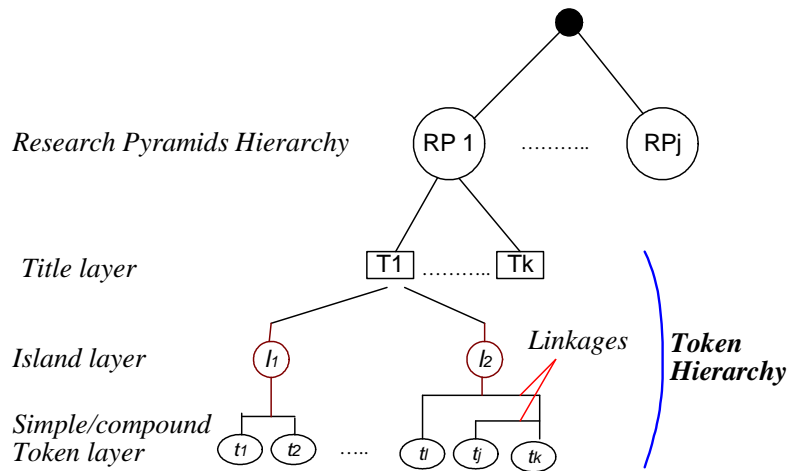 Research Pyramids Hierarchy
RP 1
...........
RPj
Title layer
T1
...........
Tk
Island layer
I1
I2
Linkages
Token
Hierarchy
Simple/compound
Token layer
t1
t2
.....
tl
tj
tk